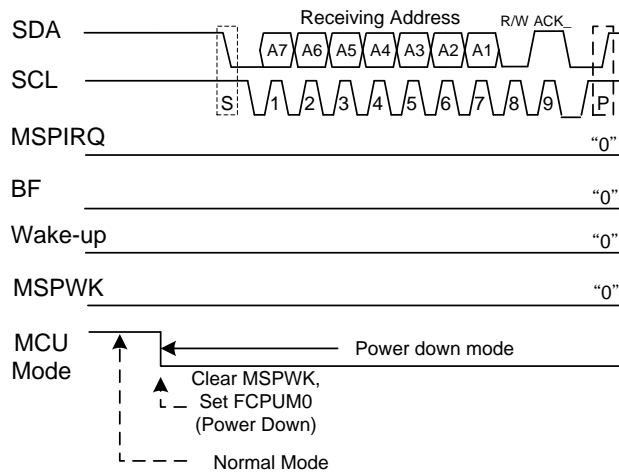 Receiving Address
SDA A7 A6 A5 A4 A3 A2 A1 R/W ACK_
SCL S 1 2 3 4 5 6 7 8 9 P
MSPIRQ "0"
BF "0"
Wake-up "0"
MSPWK "0"
MCU Mode
Power down mode
Clear MSPWK,
Set FCPUM0
(Power Down)
Normal Mode